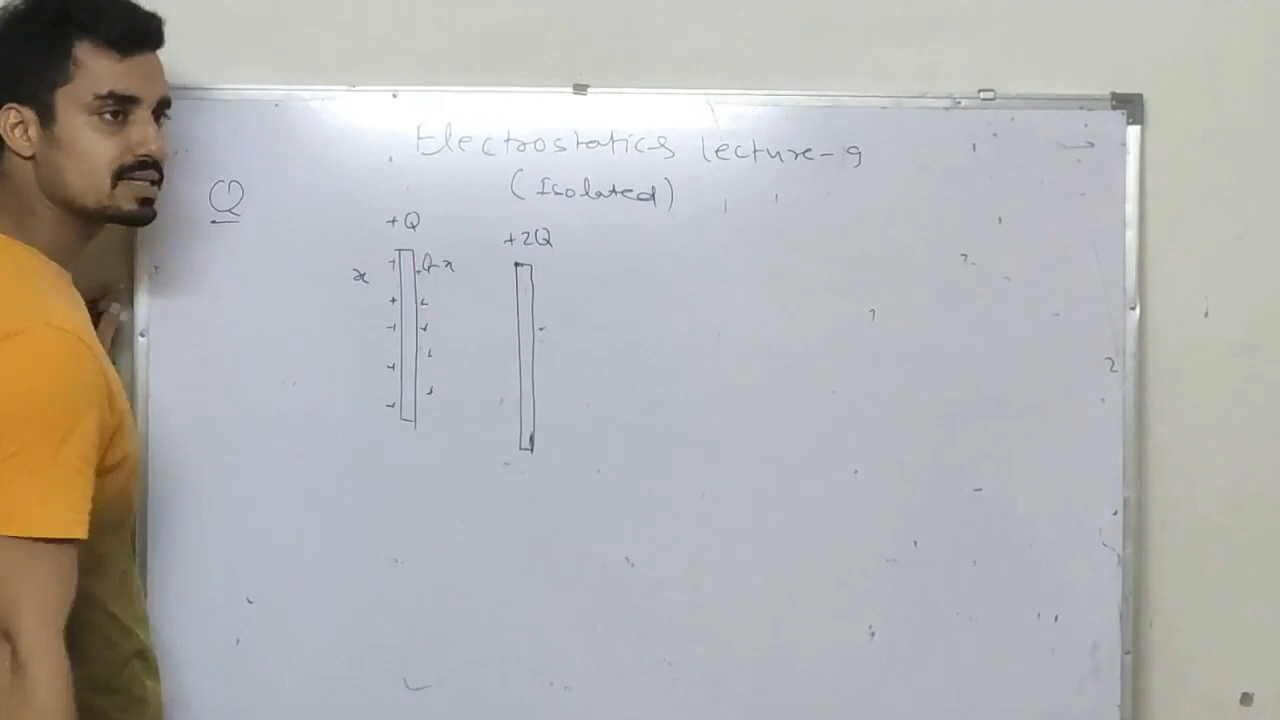 Electrostatics lecture-9
(Isolated)
Q
+Q
+2Q
x
Q-x